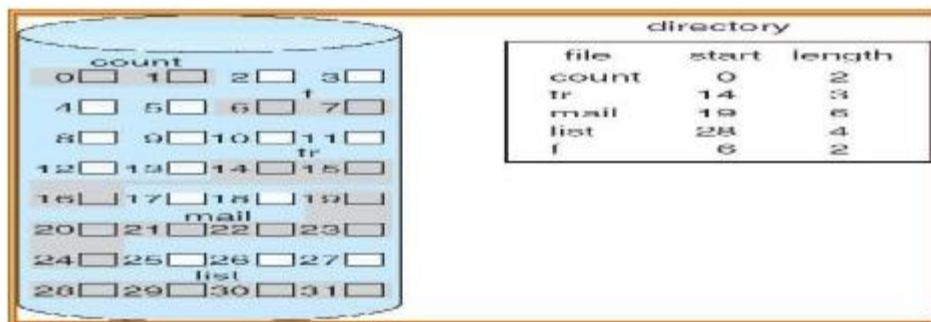 directory
file start length
count 0 2
tr 14 3
mail 19 6
list 28 4
f 6 2
count
0 1 2 3
f
4 5 6 7
8 9 10 11
tr
12 13 14 15
16 17 18 19
mail
20 21 22 23
24 25 26 27
list
28 29 30 31